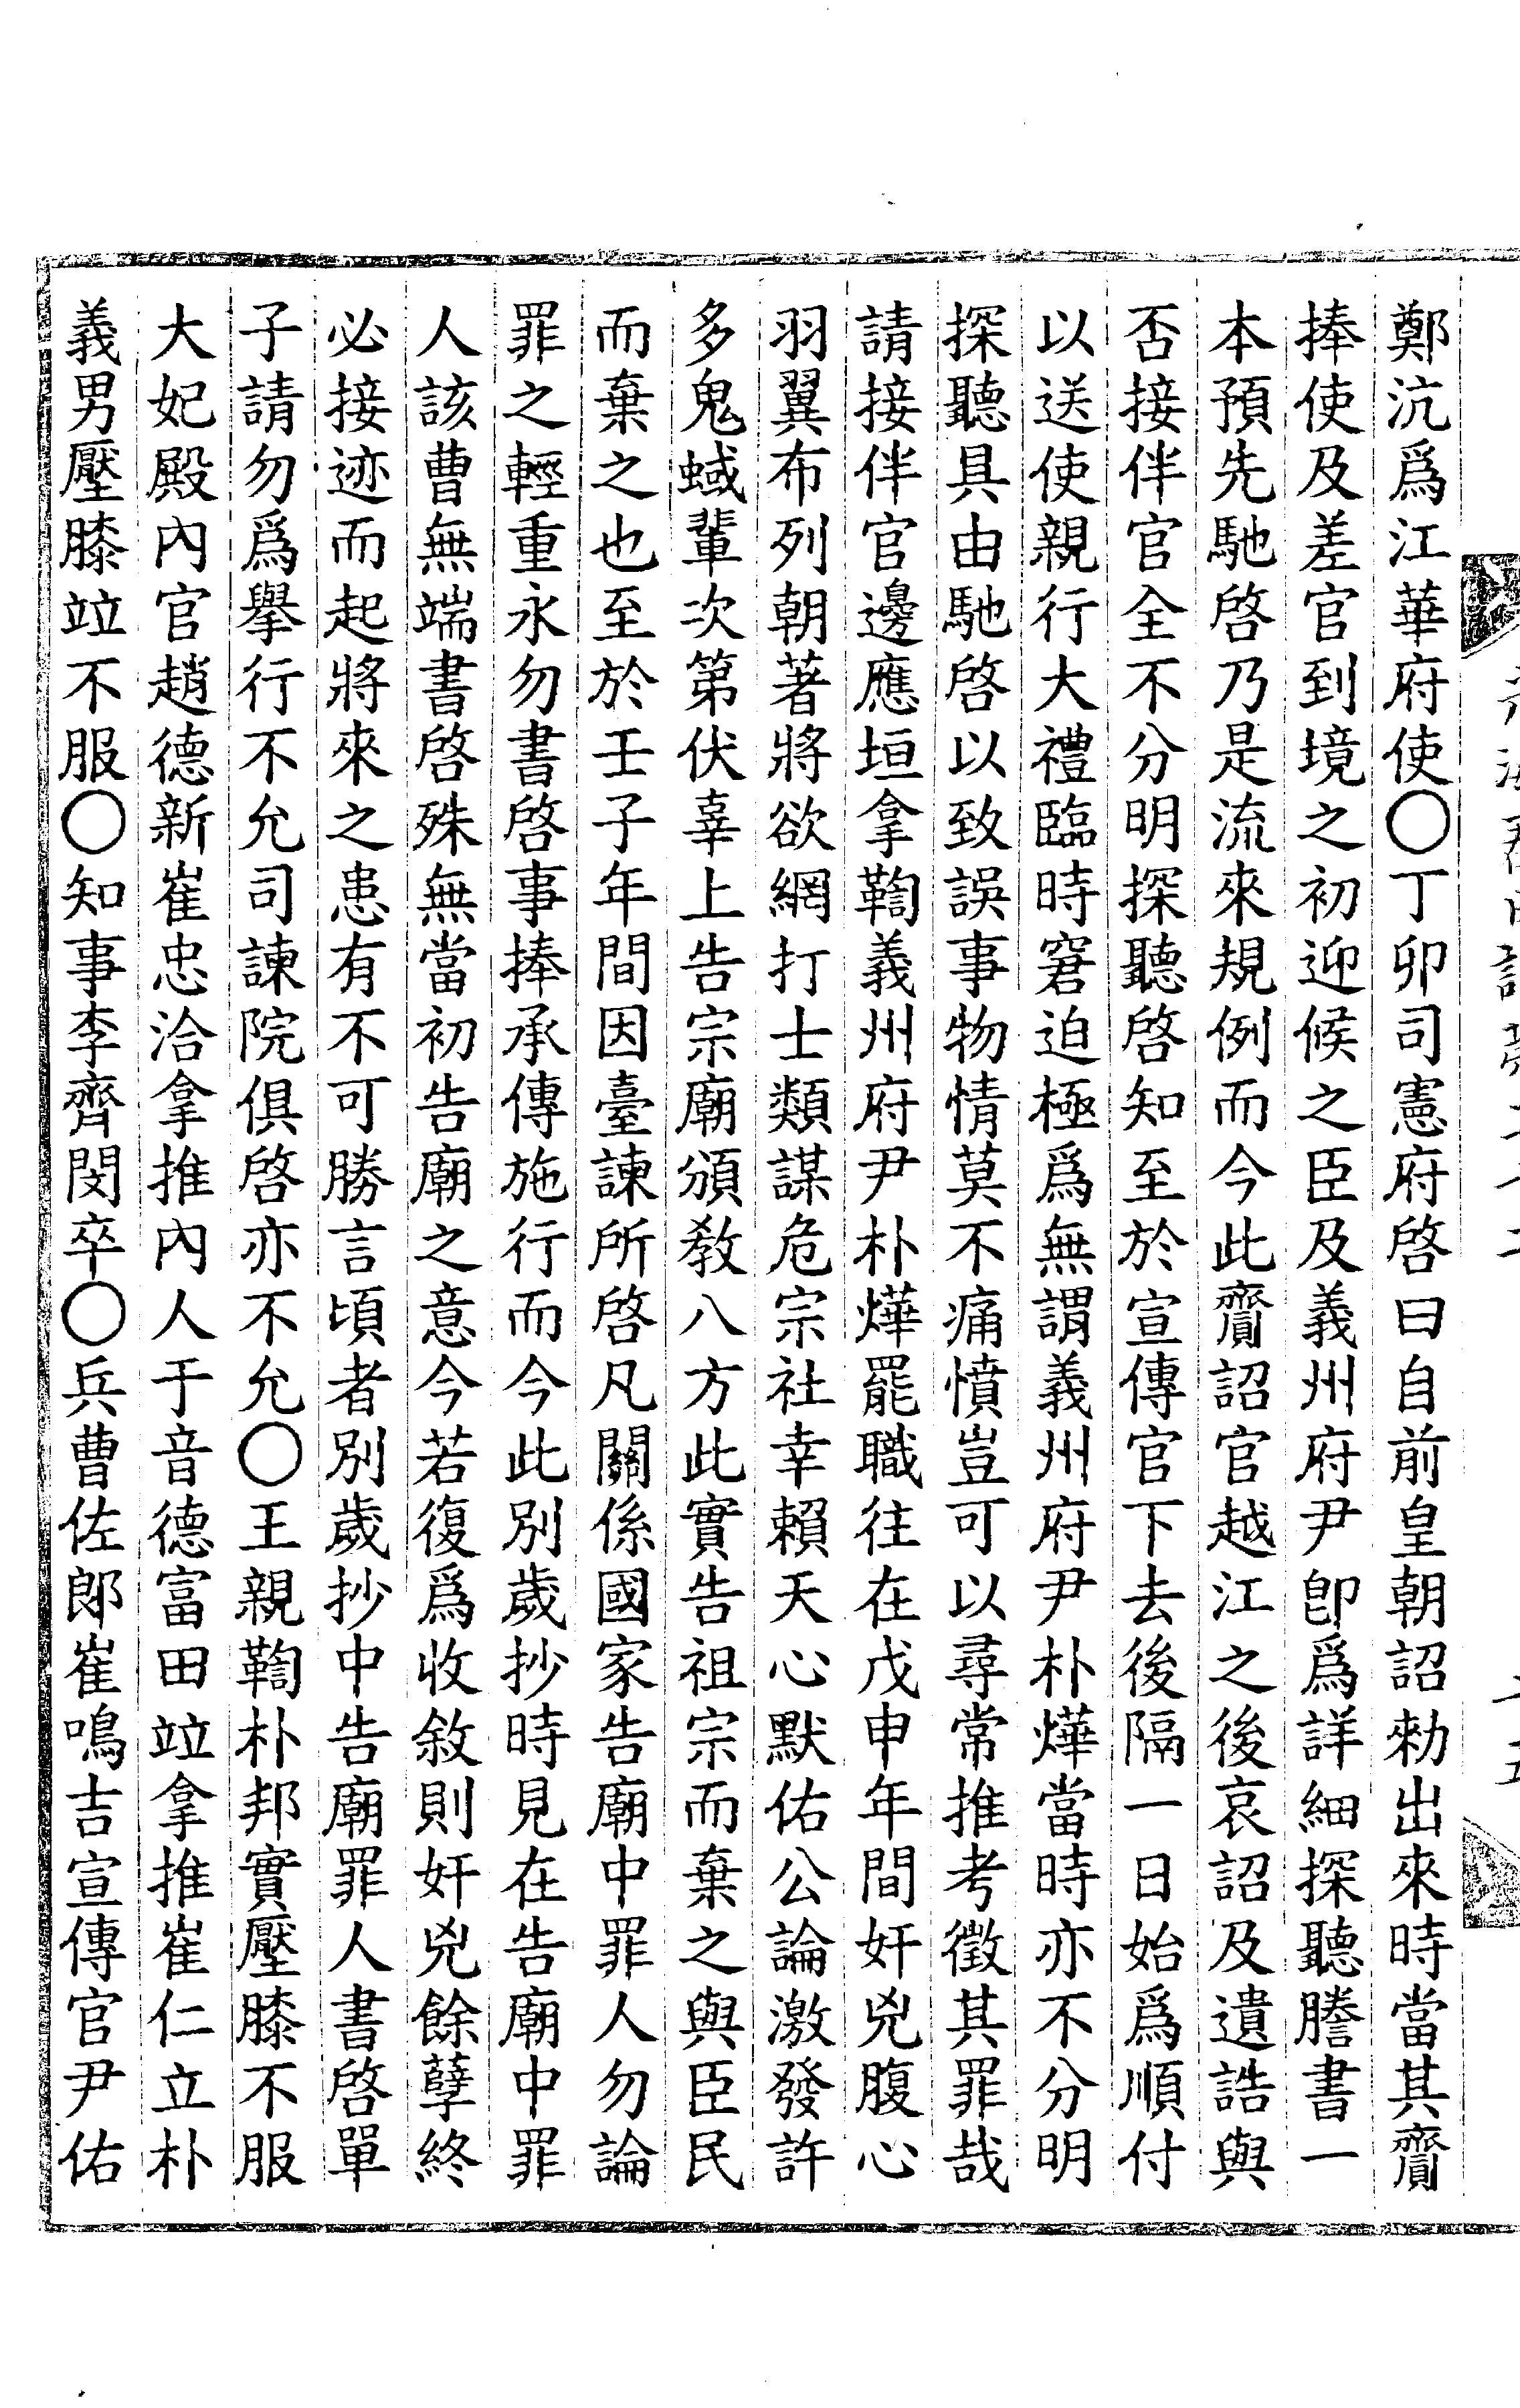 鄭沆爲江華府使〇丁卯司憲府啓曰自前皇朝詔勑出來時當其齎
捧使及差官到境之初迎候之臣及義州府尹卽爲詳細探聽謄書一
本預先馳啓乃是流來規例而今此齎詔官越江之後哀詔及遺誥與
否接伴官全不分明探聽啓知至於宣傳官下去後隔一日始爲順付
以送使親行大禮臨時窘迫極爲無謂義州府尹朴燁當時亦不分明
探聽具由馳啓以致誤事物情莫不痛憤豈可以尋常推考徵其罪哉
請接伴官邊應垣拿鞫義州府尹朴燁罷職往在戊申年間奸兇腹心
羽翼布列朝著將欲網打士類謀危宗社幸賴天心默佑公論激發許
多鬼蜮輩次第伏辜上告宗廟頒敎八方此實告祖宗而棄之與臣民
而棄之也至於壬子年間因臺諫所啓凡關係國家告廟中罪人勿論
罪之輕重永勿書啓事捧承傳施行而今此別歲抄時見在告廟中罪
人該曹無端書啓殊無當初告廟之意今若復爲收敘則奸兇餘孼終
必接迹而起將來之患有不可勝言頃者別歲抄中告廟罪人書啓單
子請勿爲擧行不允司諫院俱啓亦不允〇王親鞫朴邦實壓膝不服
大妃殿內官趙德新崔忠洽拿推內人于音德富田竝拿推崔仁立朴
義男壓膝竝不服〇知事李齊閔卒〇兵曹佐郞崔鳴吉宣傳官尹佑